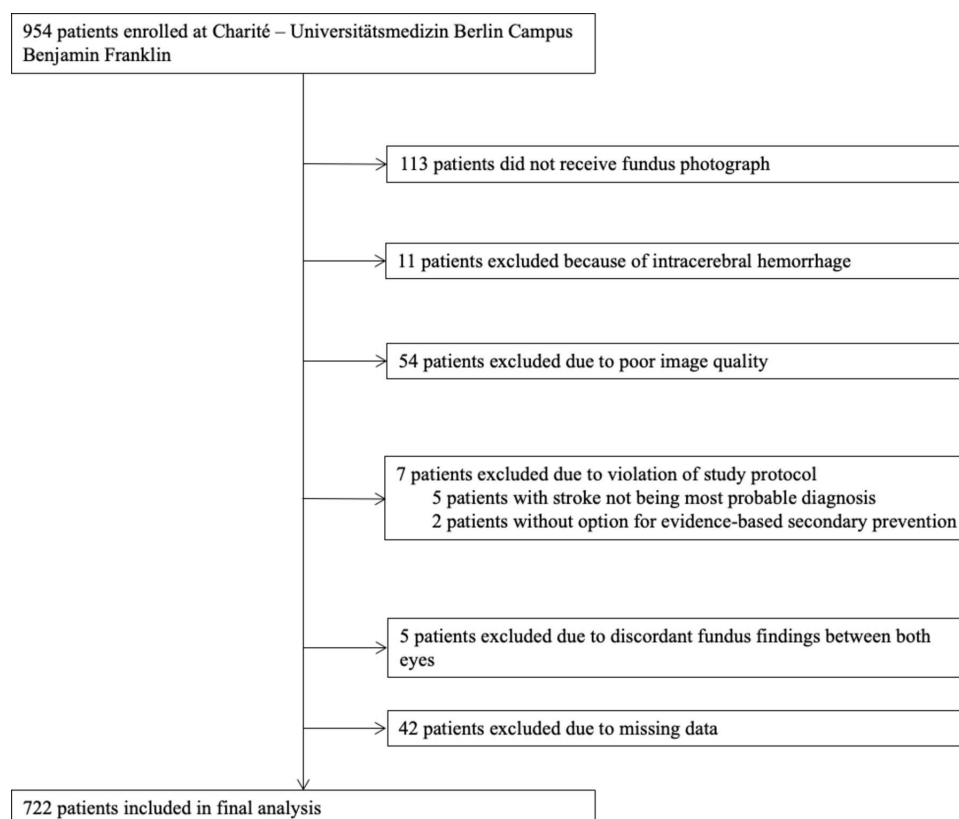 954 patients enrolled at Charité – Universitätsmedizin Berlin Campus
Benjamin Franklin
113 patients did not receive fundus photograph
11 patients excluded because of intracerebral hemorrhage
54 patients excluded due to poor image quality
7 patients excluded due to violation of study protocol
5 patients with stroke not being most probable diagnosis
2 patients without option for evidence-based secondary prevention
5 patients excluded due to discordant fundus findings between both
eyes
42 patients excluded due to missing data
722 patients included in final analysis